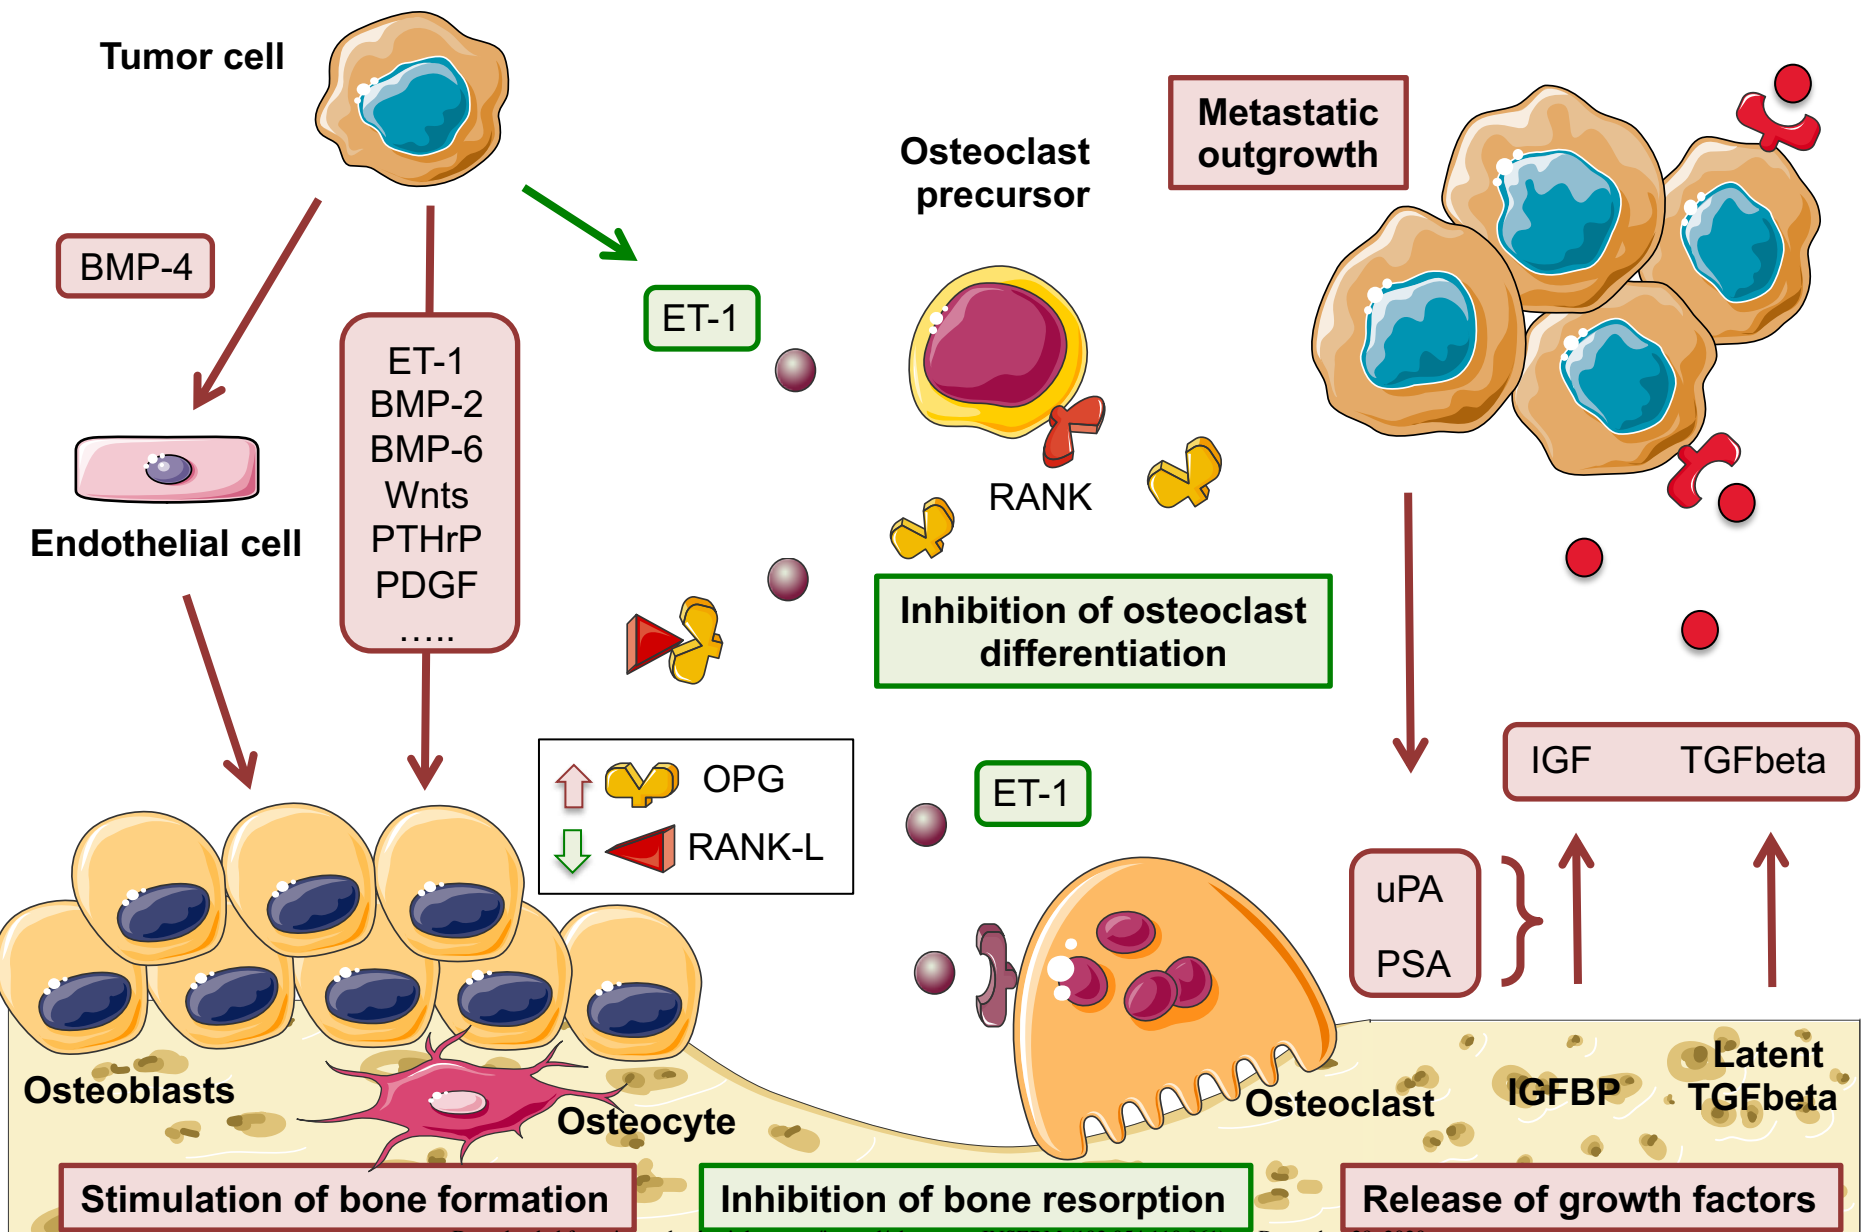 Tumor cell
BMP-4
ET-1
BMP-2
BMP-6
Wnts
PTHrP
PDGF
.....
Endothelial cell
ET-1
Osteoclast
precursor
RANK
Inhibition of osteoclast
differentiation
Metastatic
outgrowth
OPG
RANK-L
ET-1
IGF TGFbeta
uPA
PSA
Osteoblasts
Osteocyte
Osteoclast
IGFBP
Latent
TGFbeta
Stimulation of bone formation
Inhibition of bone resorption
Release of growth factors